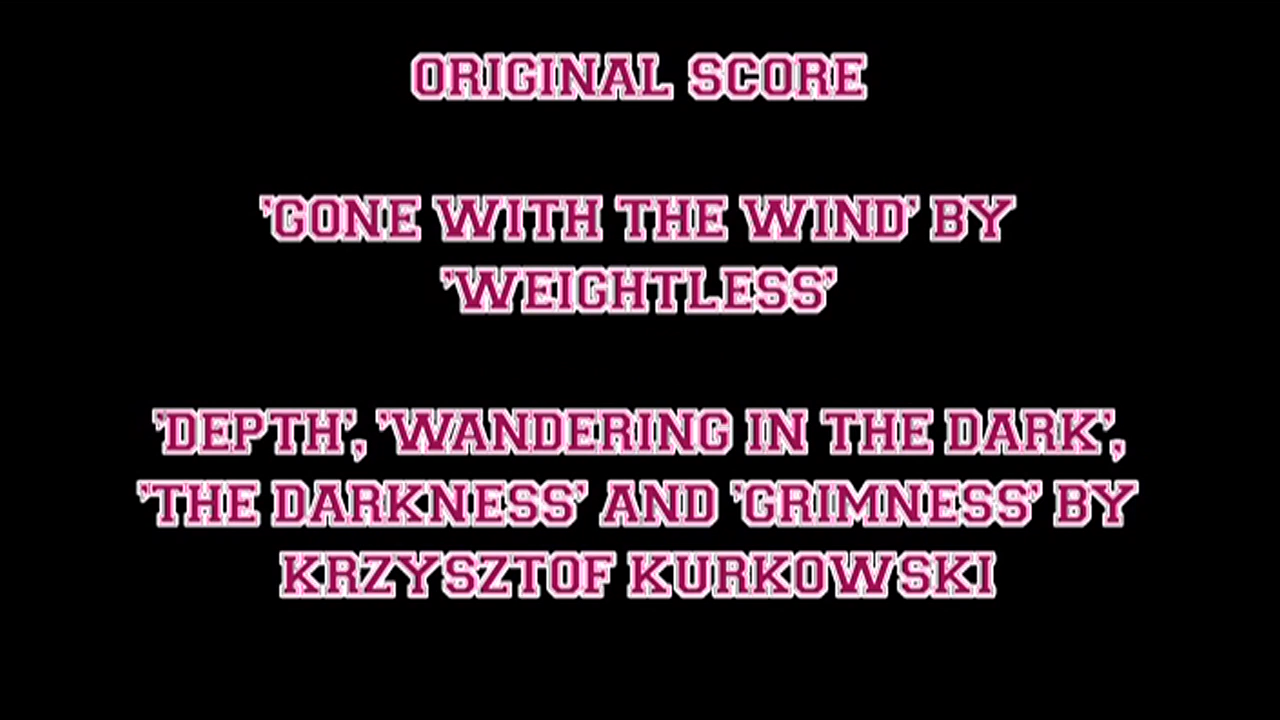 ORIGINAL SCORE
'GONE WITH THE WIND' BY
'WEIGHTLESS'
'DEPTH', 'WANDERING IN THE DARK',
'THE DARKNESS' AND 'GRIMNESS' BY
KRZYSZTOF KURKOWSKI